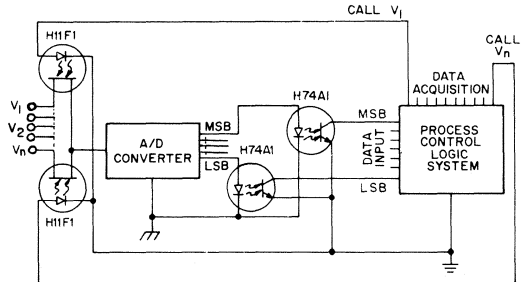 CALL V1
CALL
Vn
H11F1
DATA
ACQUISITION
H74A1
V1
V2
Vn
MSB
A/D
CONVERTER
LSB
H74A1
MSB
DATA
INPUT
PROCESS
CONTROL
LOGIC
SYSTEM
LSB
H11F1